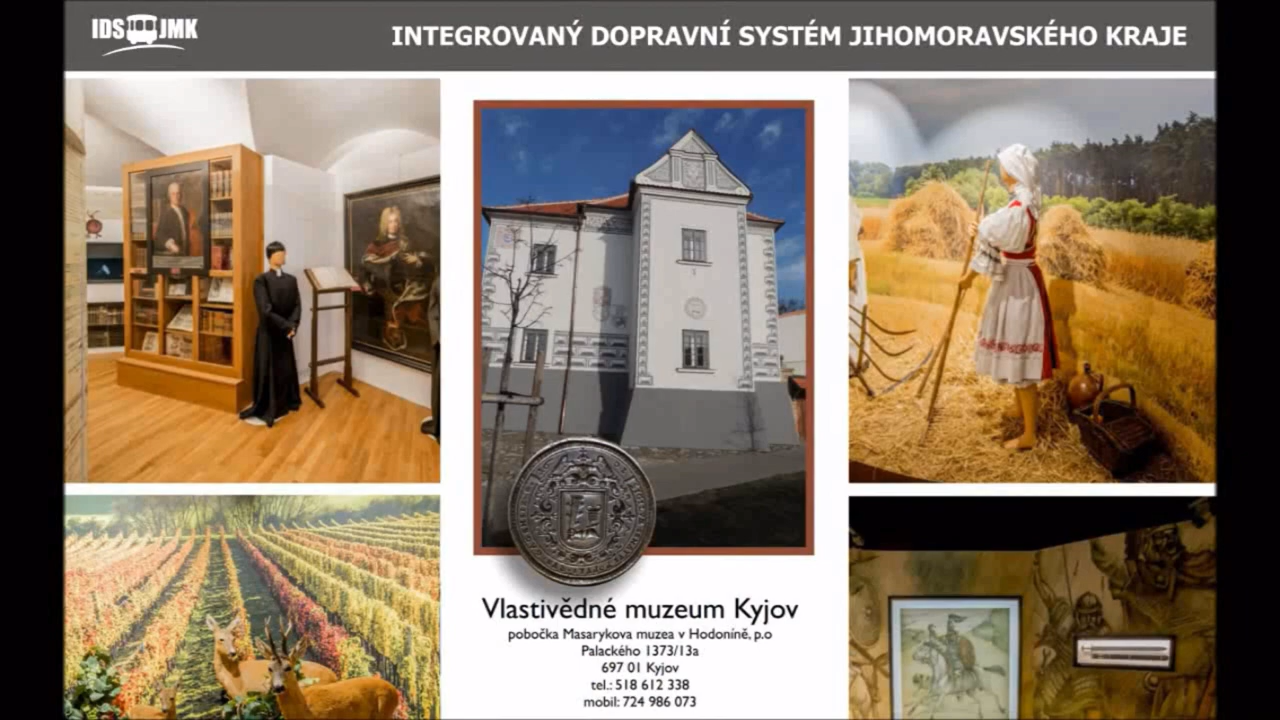 IDS JMK
INTEGROVANÝ DOPRAVNÍ SYSTÉM JIHOMORAVSKÉHO KRAJE
Vlastivědné muzeum Kyjov
pobočka Masarykova muzea v Hodoníně, p.o
Palackého 1373/13a
697 01 Kyjov
tel.: 518 612 338
mobil: 724 986 073